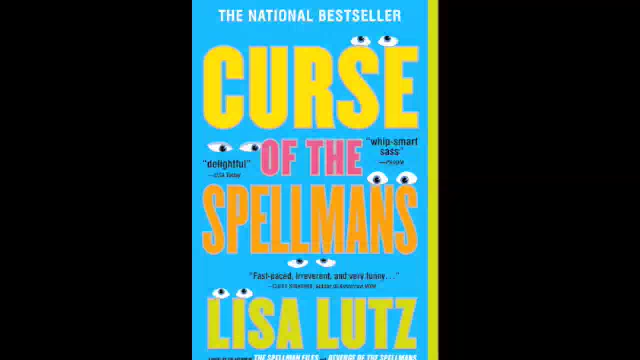 THE NATIONAL BESTSELLER
CURSE
OF THE
"delightful"
—USA Today
"whip-smart
sass"
—People
SPELLMANS
"Fast-paced, irreverent, and very funny..."
LISA LUTZ
THE SPELLMAN FILES REVENGE OF THE SPELLMANS